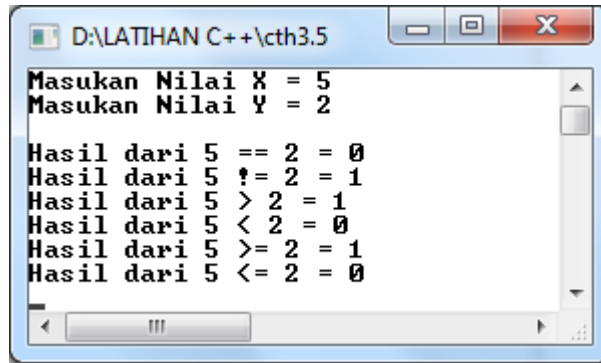 D:\LATIHAN C++\cth3.5
Masukan Nilai X = 5
Masukan Nilai Y = 2
Hasil dari 5 == 2 = 0
Hasil dari 5 != 2 = 1
Hasil dari 5 > 2 = 1
Hasil dari 5 < 2 = 0
Hasil dari 5 >= 2 = 1
Hasil dari 5 <= 2 = 0